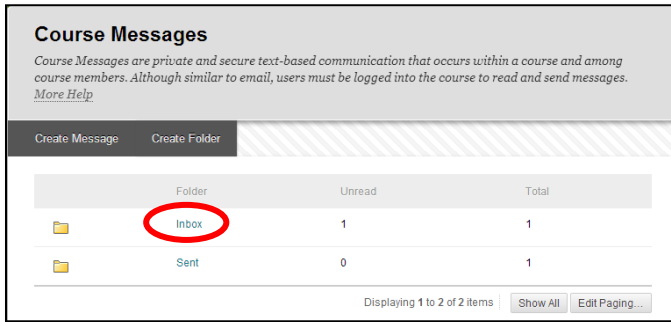 Course Messages
Course Messages are private and secure text-based communication that occurs within a course and among
course members. Although similar to email, users must be logged into the course to read and send messages.
More Help
Create Message Create Folder
Folder Unread Total
Inbox 1 1
Sent 0 1
Displaying 1 to 2 of 2 items Show All Edit Paging...